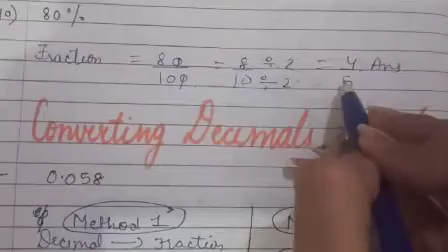 10) 80%
Fraction = 80/100 = 8 ÷ 2 / 10 ÷ 2 = 4/5 Ans
Converting Decimals
0.058
Method 1
Decimal → Fraction